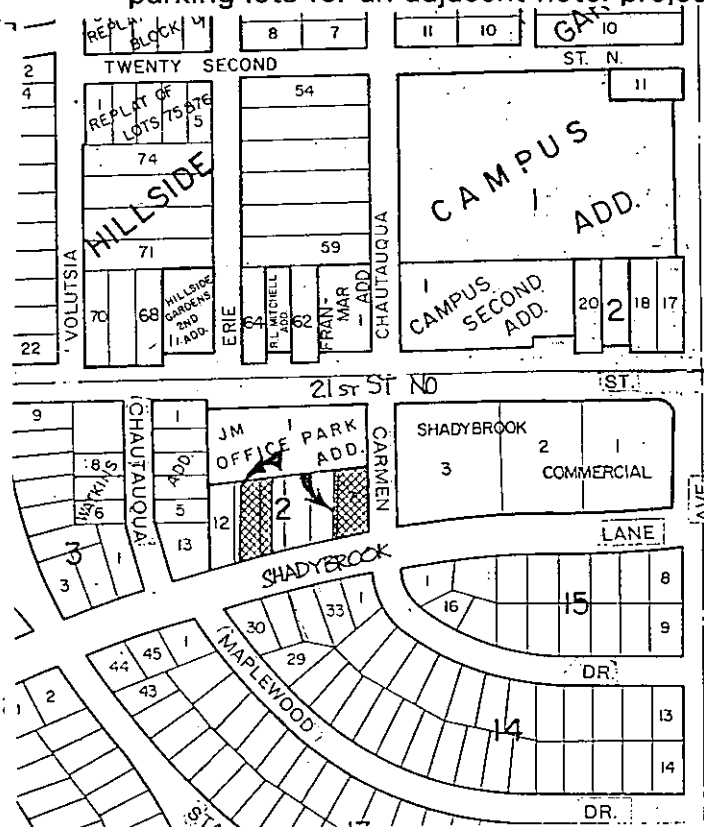 parking lots for an adjacent hotel proje
REPLAT
BLOCK
8 7
11 10
GAR
10
TWENTY SECOND ST. N.
2
4
1
REPLAT OF
LOTS 75 876
5
54
11
74
HILLSIDE
CAMPUS
1 ADD.
71
59
VOLUTSIA
70
68
HILLSIDE
GARDENS
2ND
ADD.
ERIE
64
R.L. MITCHELL
ADD.
62
FRAN-
MAR
1 ADD
CHAUTAUQUA
1
CAMPUS
SECOND
ADD.
20
2
18
17
22
21ST ST NO
ST.
9
8
WATKINS
6
3
3
1
CHAUTAUQUA
1
ADD.
5
13
JM 1
OFFICE PARK
ADD.
12
2
CARMEN
SHADYBROOK
3
2
1
COMMERCIAL
AVE
SHADYBROOK
LANE
1
16
15
8
9
30
33
1
29
44
45
1
43
MAPLEWOOD
DR.
2
14
13
14
DR.